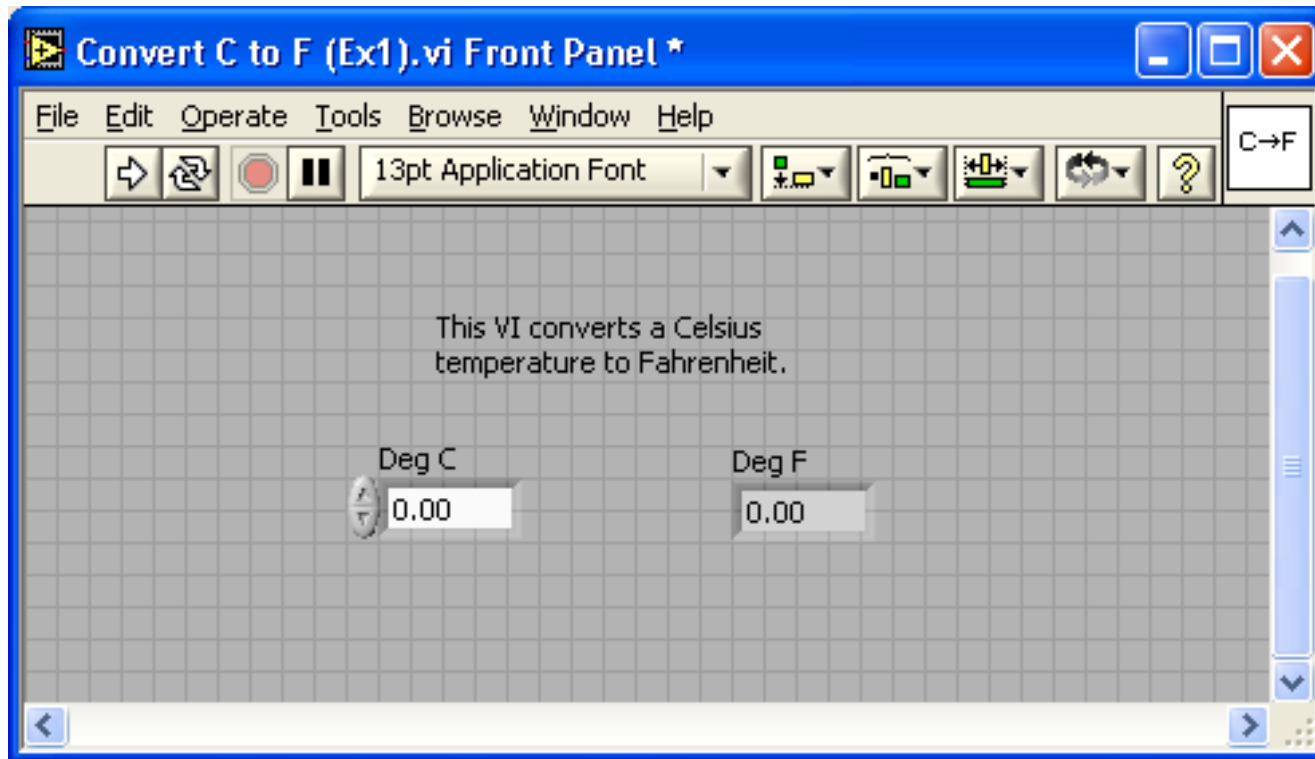 Convert C to F (Ex1).vi Front Panel *
File Edit Operate Tools Browse Window Help
C→F
13pt Application Font
This VI converts a Celsius
temperature to Fahrenheit.
Deg C Deg F
0.00 0.00